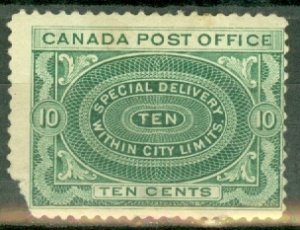 CANADA POST OFFICE
SPECIAL DELIVERY
10 TEN 10
WITHIN CITY LIMITS
TEN CENTS